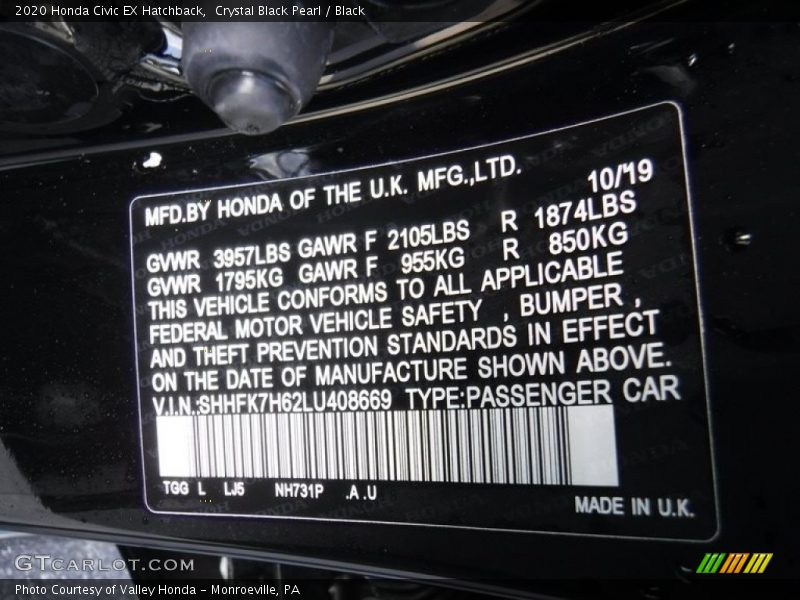 2020 Honda Civic EX Hatchback,  Crystal Black Pearl / Black
MFD.BY HONDA OF THE U.K. MFG.,LTD.
10/'19
GVWR 3957LBS GAWR F 2105LBS R 1874LBS
GVWR 1795KG GAWR F 955KG R 850KG
THIS VEHICLE CONFORMS TO ALL APPLICABLE
FEDERAL MOTOR VEHICLE SAFETY , BUMPER ,
AND THEFT PREVENTION STANDARDS IN EFFECT
ON THE DATE OF MANUFACTURE SHOWN ABOVE.
V.I.N.:SHHFK7H62LU408669 TYPE:PASSENGER CAR
TGG L LJ5 NH731P .A .U
MADE IN U.K.
GTCARLOT.COM
Photo Courtesy of Valley Honda – Monroeville, PA